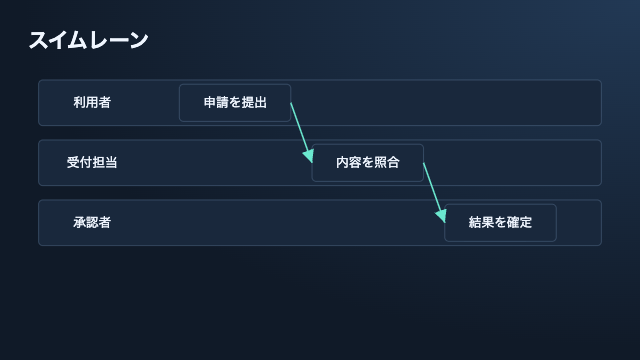 スイムレーン
利用者
申請を提出
受付担当
内容を照合
承認者
結果を確定